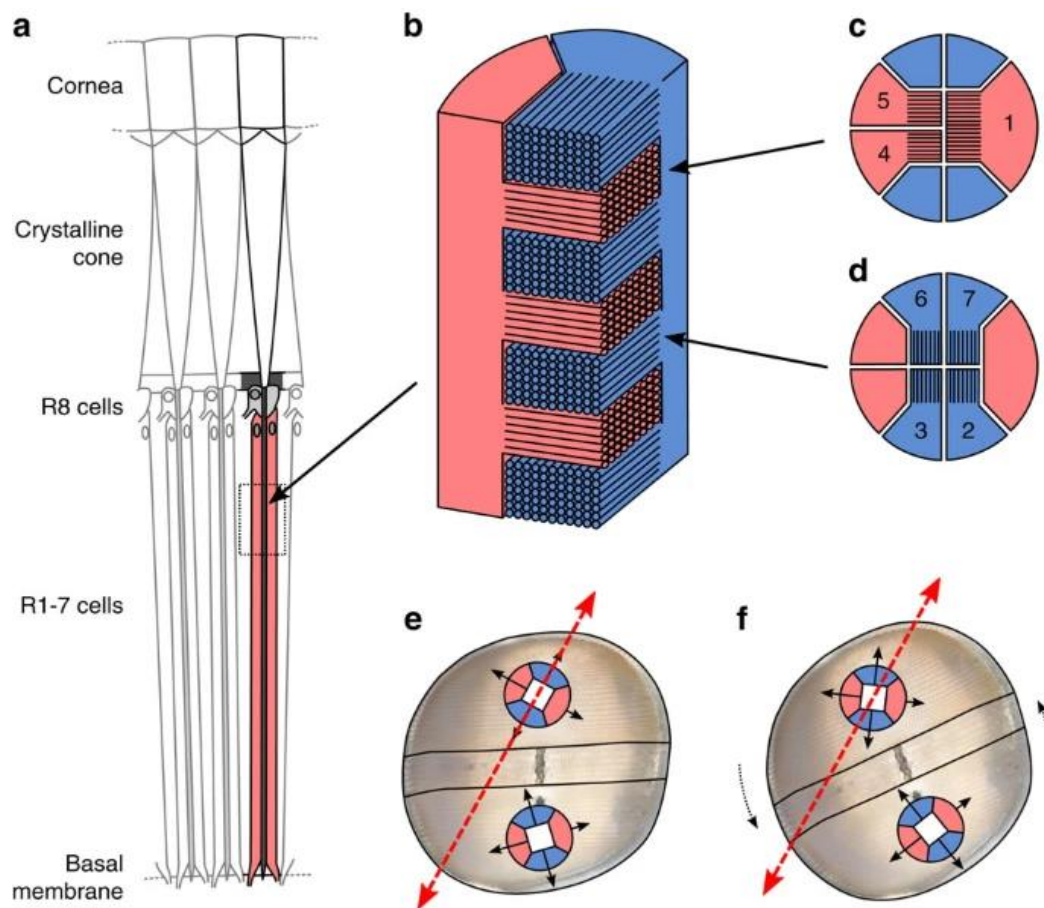 a
Cornea
Crystalline
cone
R8 cells
R1-7 cells
Basal
membrane
b
c
5
4
1
d
6
7
3
2
e
f